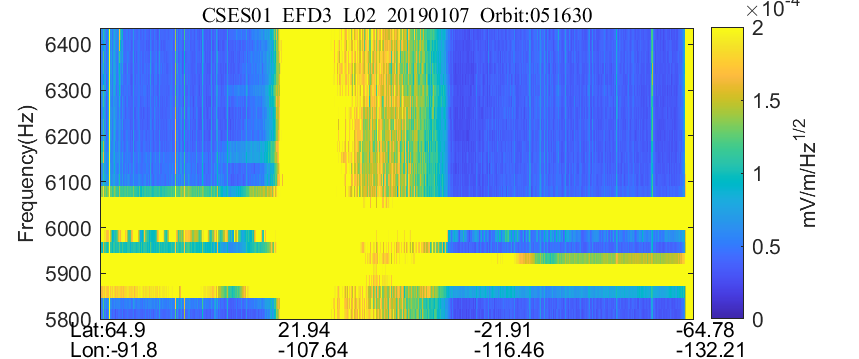 CSES01 EFD3 L02 20190107 Orbit:051630
×10⁻⁴
6400
6300
6200
6100
6000
5900
5800
Frequency(Hz)
2
1.5
1
0.5
0
mV/m/Hz^1/2
Lat:64.9 21.94 -21.91 -64.78
Lon:-91.8 -107.64 -116.46 -132.21